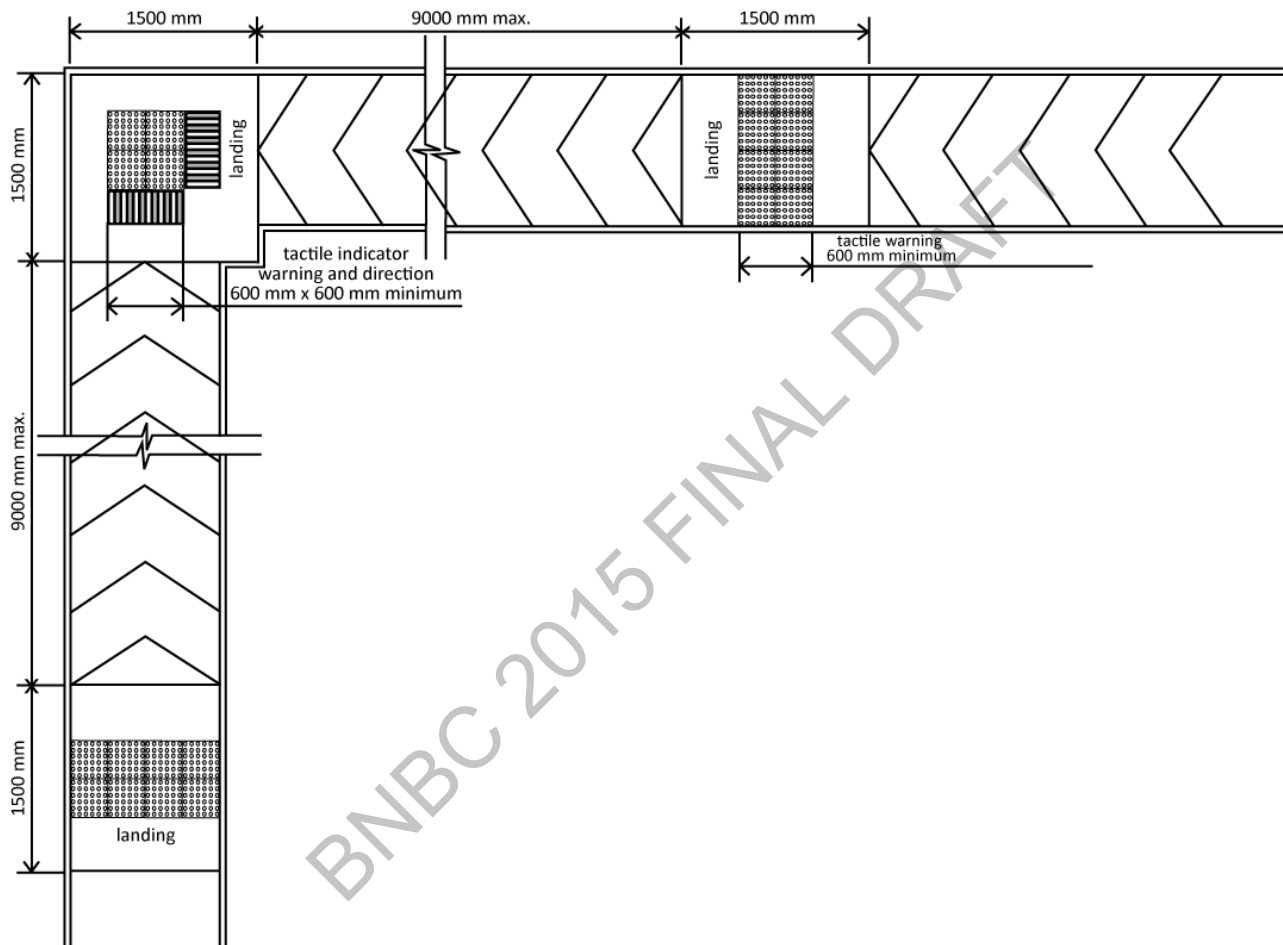 1500 mm
9000 mm max.
1500 mm
1500 mm
landing
landing
tactile indicator
warning and direction
600 mm x 600 mm minimum
tactile warning
600 mm minimum
9000 mm max.
1500 mm
landing
BNBC 2015 FINAL DRAFT